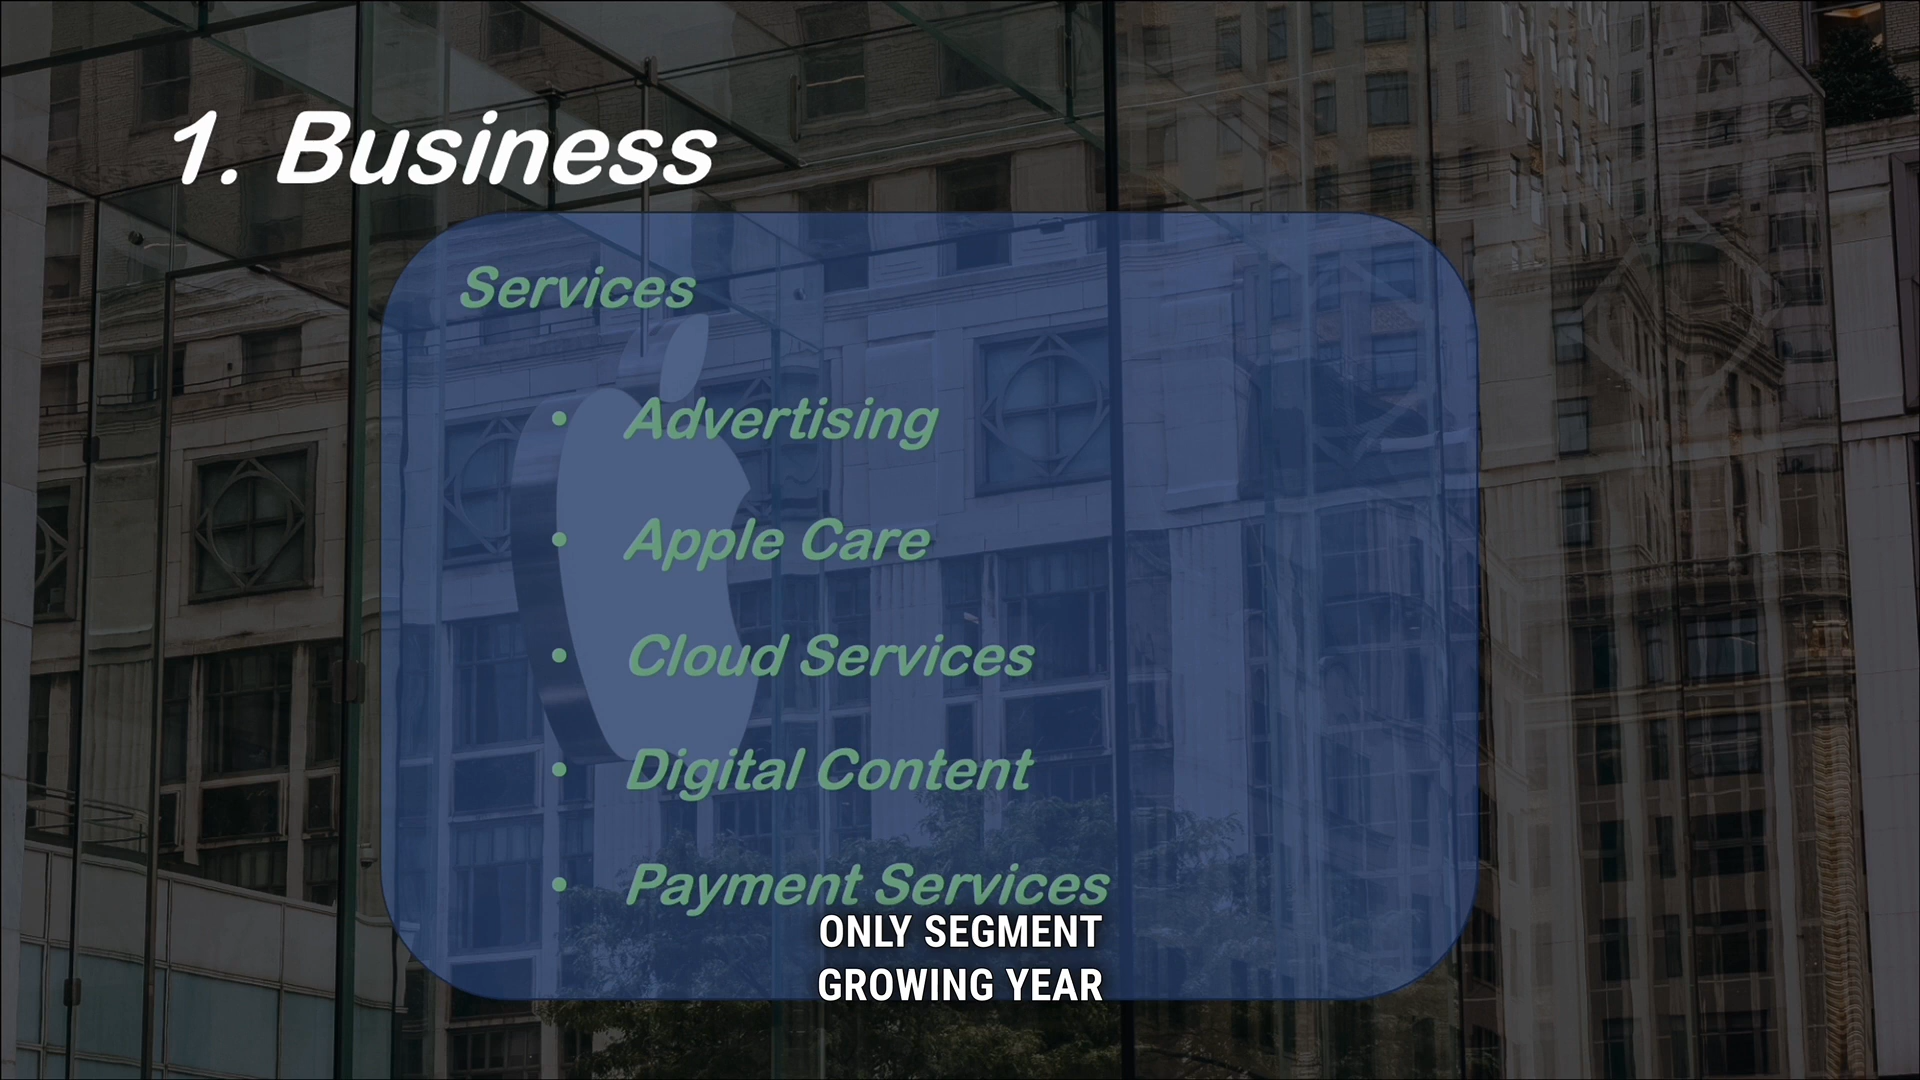 1. Business
Services
• Advertising
• Apple Care
• Cloud Services
• Digital Content
• Payment Services
ONLY SEGMENT
GROWING YEAR